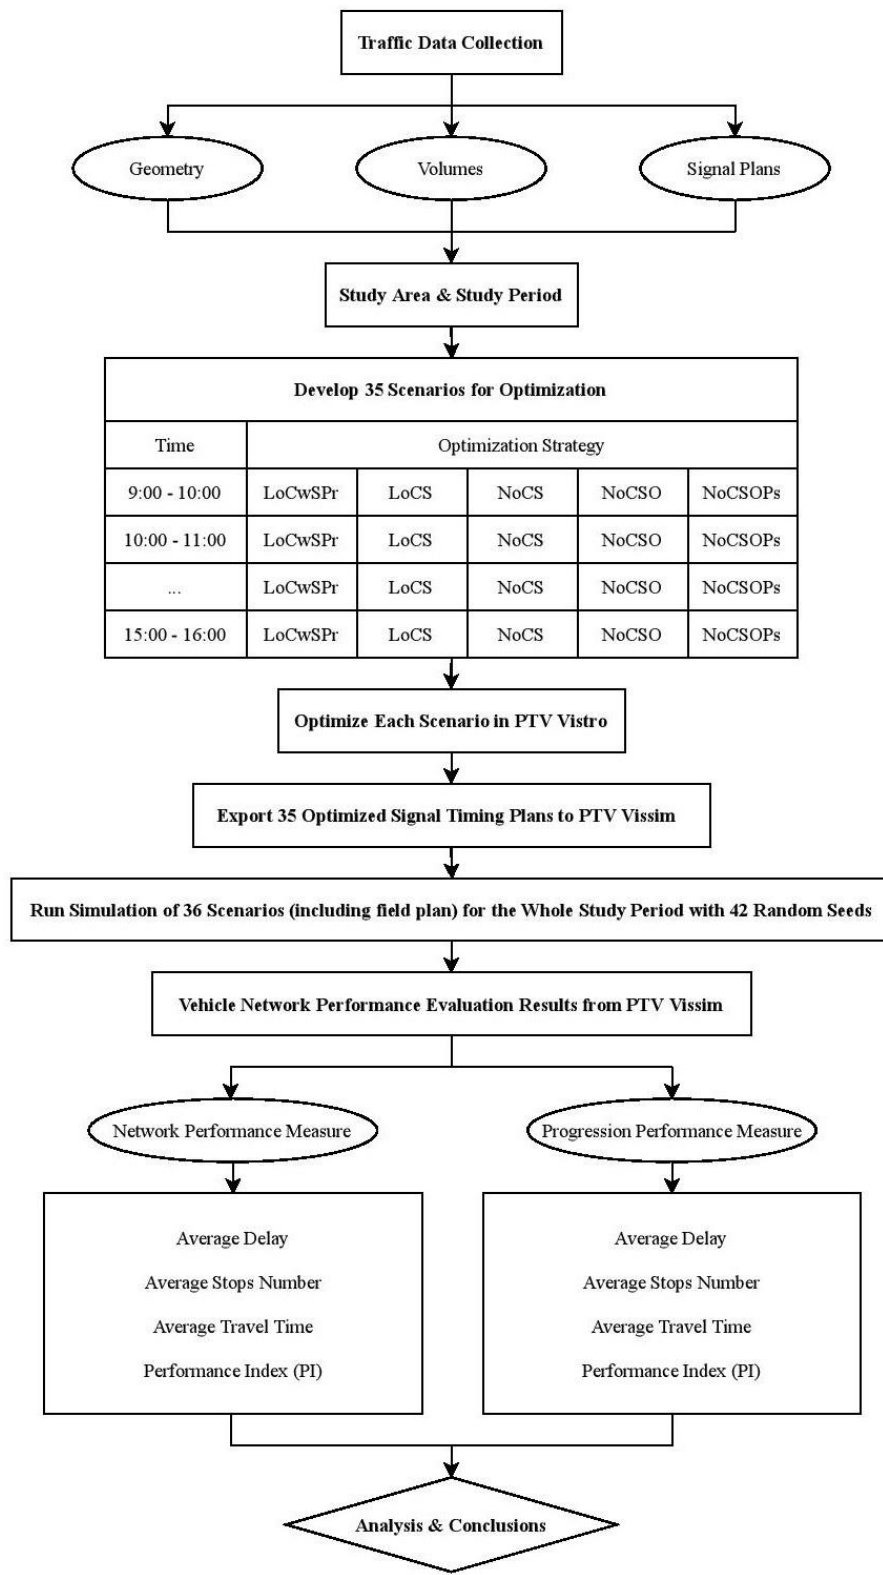 Traffic Data Collection
Geometry Volumes Signal Plans
Study Area & Study Period
Develop 35 Scenarios for Optimization
Time Optimization Strategy
9:00 - 10:00 LoCwSPr LoCS NoCS NoCSO NoCSOPs
10:00 - 11:00 LoCwSPr LoCS NoCS NoCSO NoCSOPs
... LoCwSPr LoCS NoCS NoCSO NoCSOPs
15:00 - 16:00 LoCwSPr LoCS NoCS NoCSO NoCSOPs
Optimize Each Scenario in PTV Vistro
Export 35 Optimized Signal Timing Plans to PTV Vissim
Run Simulation of 36 Scenarios (including field plan) for the Whole Study Period with 42 Random Seeds
Vehicle Network Performance Evaluation Results from PTV Vissim
Network Performance Measure
Average Delay
Average Stops Number
Average Travel Time
Performance Index (PI)
Progression Performance Measure
Average Delay
Average Stops Number
Average Travel Time
Performance Index (PI)
Analysis & Conclusions